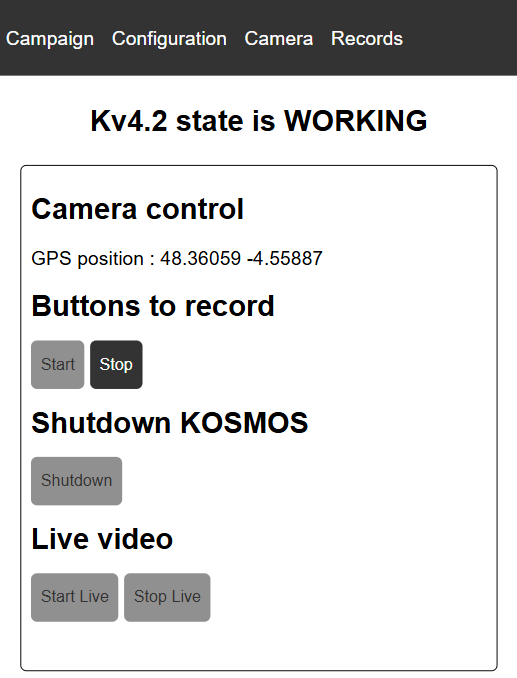 Campaign Configuration Camera Records
Kv4.2 state is WORKING
Camera control
GPS position : 48.36059 -4.55887
Buttons to record
Start Stop
Shutdown KOSMOS
Shutdown
Live video
Start Live Stop Live